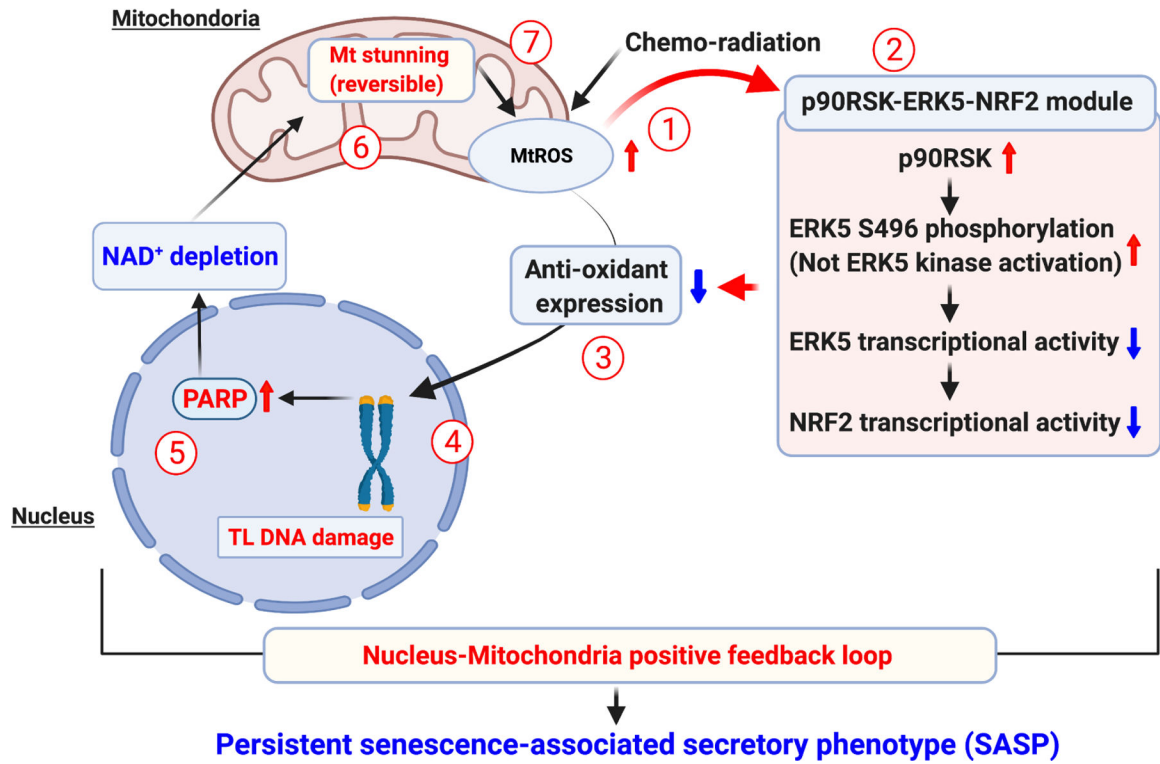 Mitochondoria
Mt stunning
(reversible)
7
Chemo-radiation
2
p90RSK-ERK5-NRF2 module
1
MtROS
6
p90RSK
ERK5 S496 phosphorylation
(Not ERK5 kinase activation)
ERK5 transcriptional activity
NRF2 transcriptional activity
NAD⁺ depletion
Anti-oxidant
expression
3
PARP
5
4
TL DNA damage
Nucleus
Nucleus-Mitochondria positive feedback loop
Persistent senescence-associated secretory phenotype (SASP)